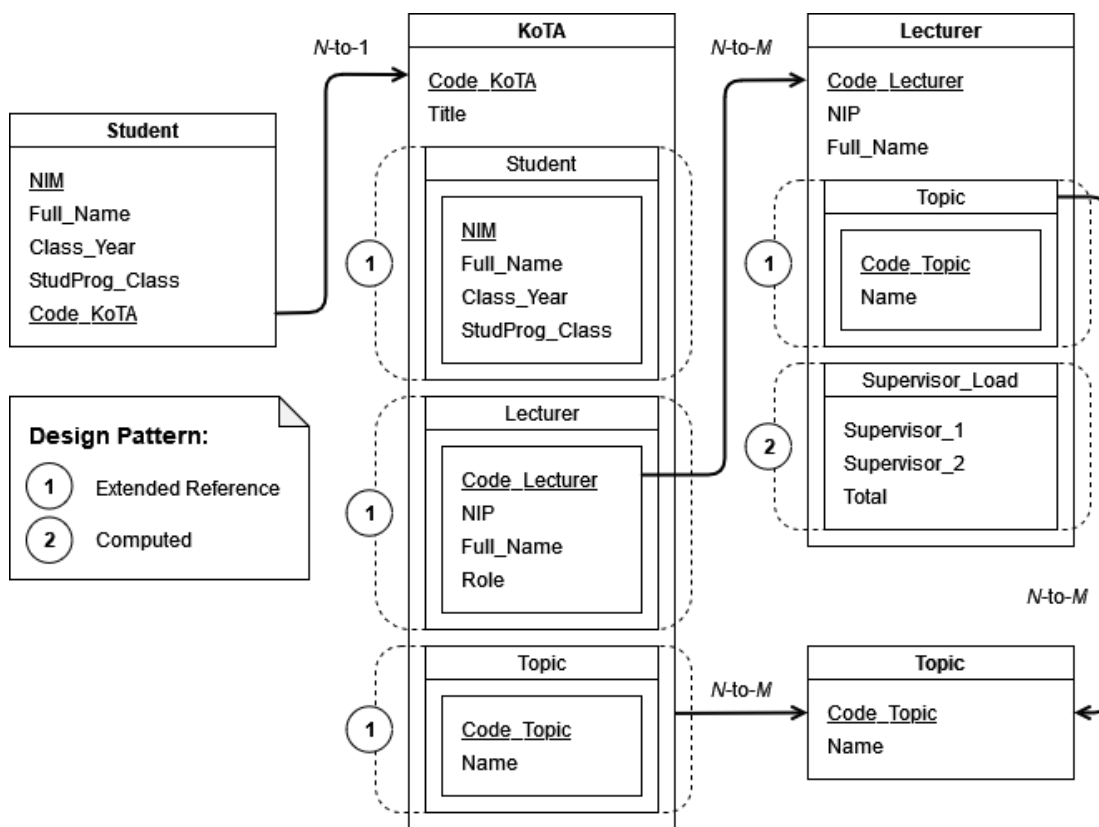 KoTA
Code_KoTA
Title
Student
NIM
Full_Name
Class_Year
StudProg_Class
Lecturer
Code_Lecturer
NIP
Full_Name
Role
Topic
Code_Topic
Name
N-to-1
Student
NIM
Full_Name
Class_Year
StudProg_Class
Code_KoTA
Design Pattern:
1 Extended Reference
2 Computed
1
1
1
N-to-M
Lecturer
Code_Lecturer
NIP
Full_Name
Topic
Code_Topic
Name
1
Supervisor_Load
Supervisor_1
Supervisor_2
Total
2
N-to-M
N-to-M
Topic
Code_Topic
Name